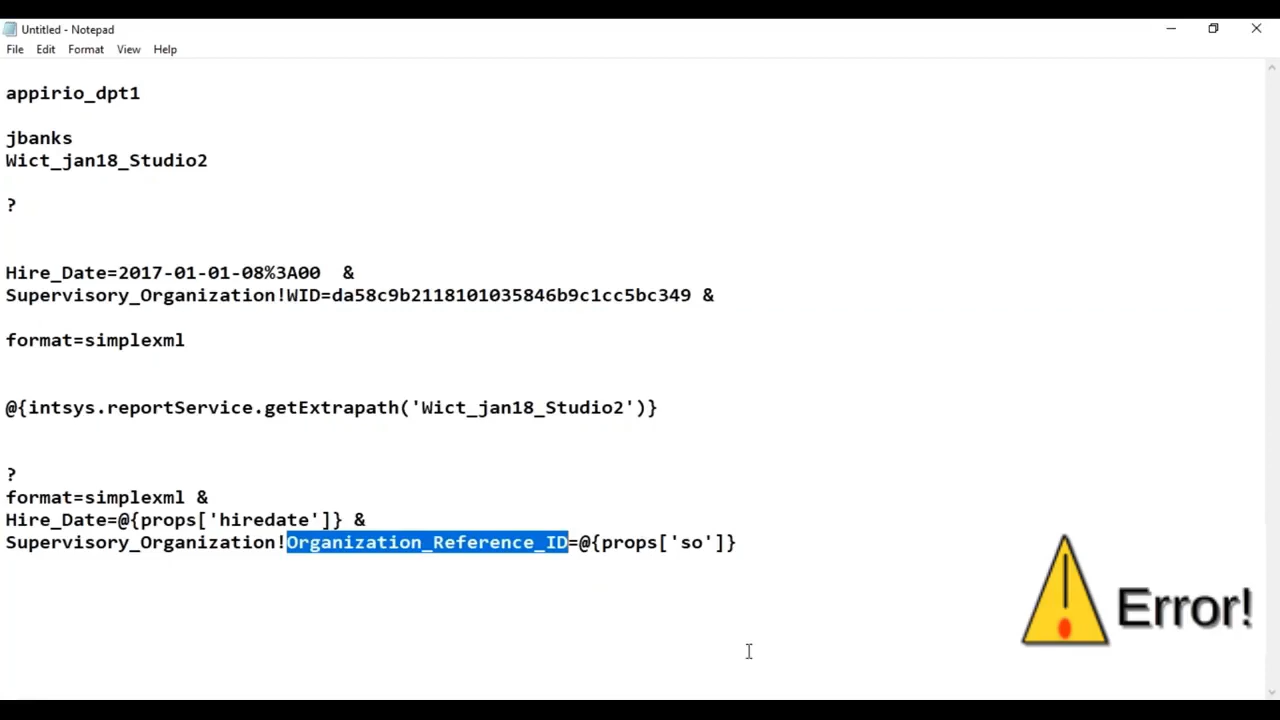 Untitled - Notepad
File Edit Format View Help
appirio_dpt1
jbanks
Wict_jan18_Studio2
?
Hire_Date=2017-01-01-08%3A00 &
Supervisory_Organization!WID=da58c9b2118101035846b9c1cc5bc349 &
format=simplexml
@{intsys.reportService.getExtrapath('Wict_jan18_Studio2')}
?
format=simplexml &
Hire_Date=@{props['hiredate']} &
Supervisory_Organization!Organization_Reference_ID=@{props['so']}
Error!